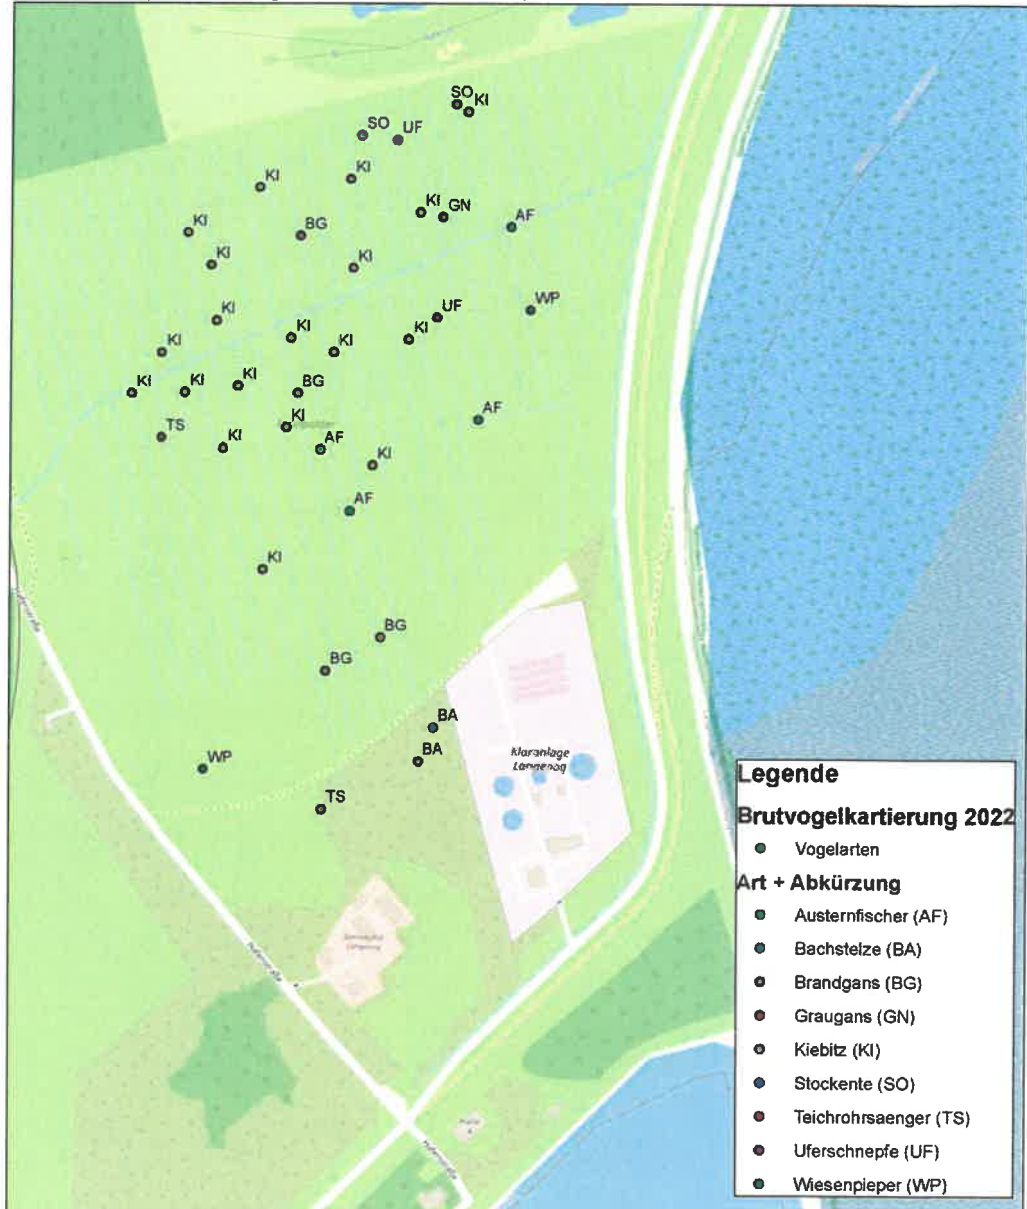 SO
KI
SO
UF
KI
KI
KI
GN
AF
KI
BG
KI
KI
WP
UF
KI
KI
KI
KI
KI
KI
KI
KI
BG
AF
TS
KI
KI
AF
KI
AF
KI
BG
BG
BA
BA
WP
TS
Kläranlage
Langeoog
Hafenstraße
Hafenstraße
Legende
Brutvogelkartierung 2022
Vogelarten
Art + Abkürzung
Austernfischer (AF)
Bachstelze (BA)
Brandgans (BG)
Graugans (GN)
Kiebitz (KI)
Stockente (SO)
Teichrohrsaenger (TS)
Uferschnepfe (UF)
Wiesenpieper (WP)